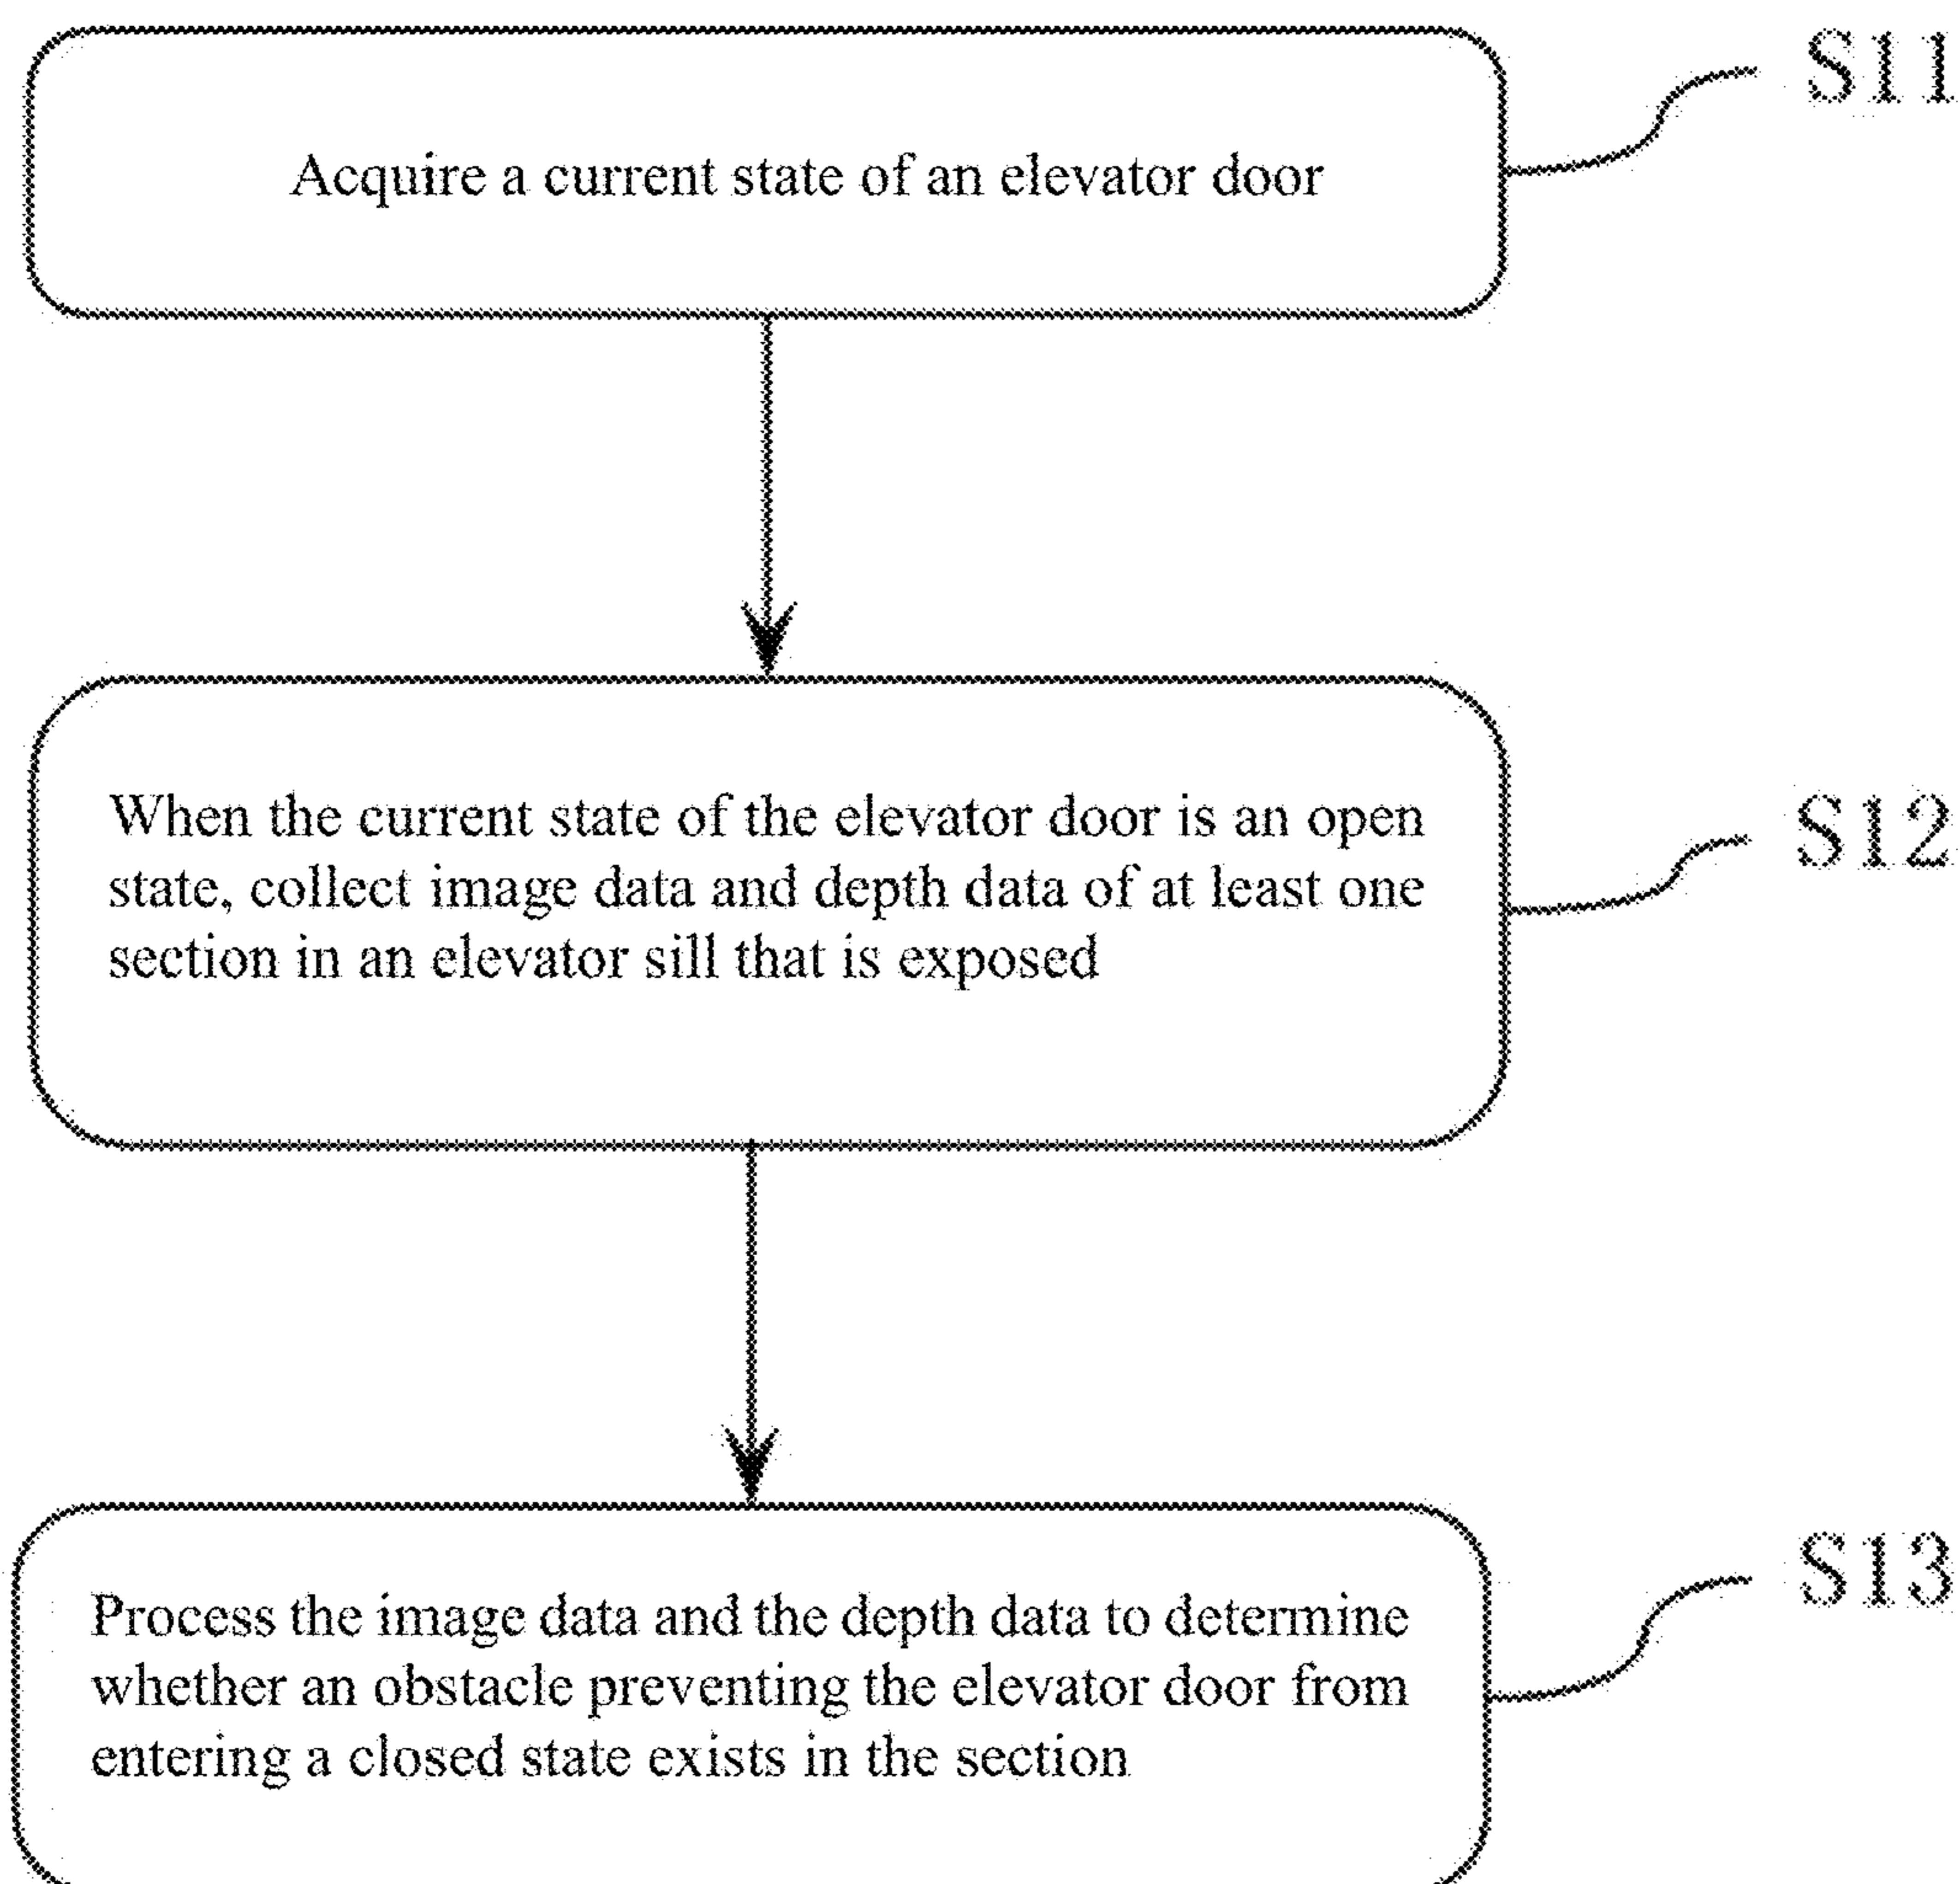 S11
Acquire a current state of an elevator door
When the current state of the elevator door is an open
state, collect image data and depth data of at least one
section in an elevator sill that is exposed
S12
Process the image data and the depth data to determine
whether an obstacle preventing the elevator door from
entering a closed state exists in the section
S13